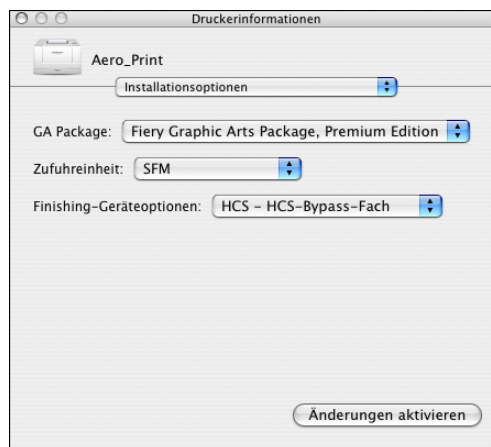 Druckerinformationen
Aero_Print
Installationsoptionen
GA Package: Fiery Graphic Arts Package, Premium Edition
Zufuhreinheit: SFM
Finishing-Geräteoptionen: HCS – HCS-Bypass-Fach
Änderungen aktivieren